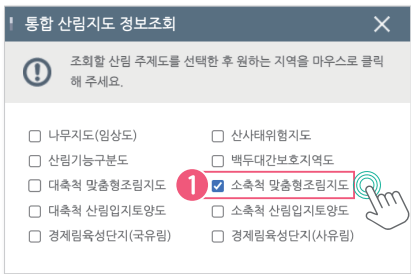 통합 산림지도 정보조회
조회할 산림 주제도를 선택한 후 원하는 지역을 마우스로 클릭
해 주세요.
나무지도(임상도)
산사태위험지도
산림기능구분도
백두대간보호지역도
대축척 맞춤형조림지도
1
소축척 맞춤형조림지도
대축척 산림입지토양도
소축척 산림입지토양도
경제림육성단지(국유림)
경제림육성단지(사유림)